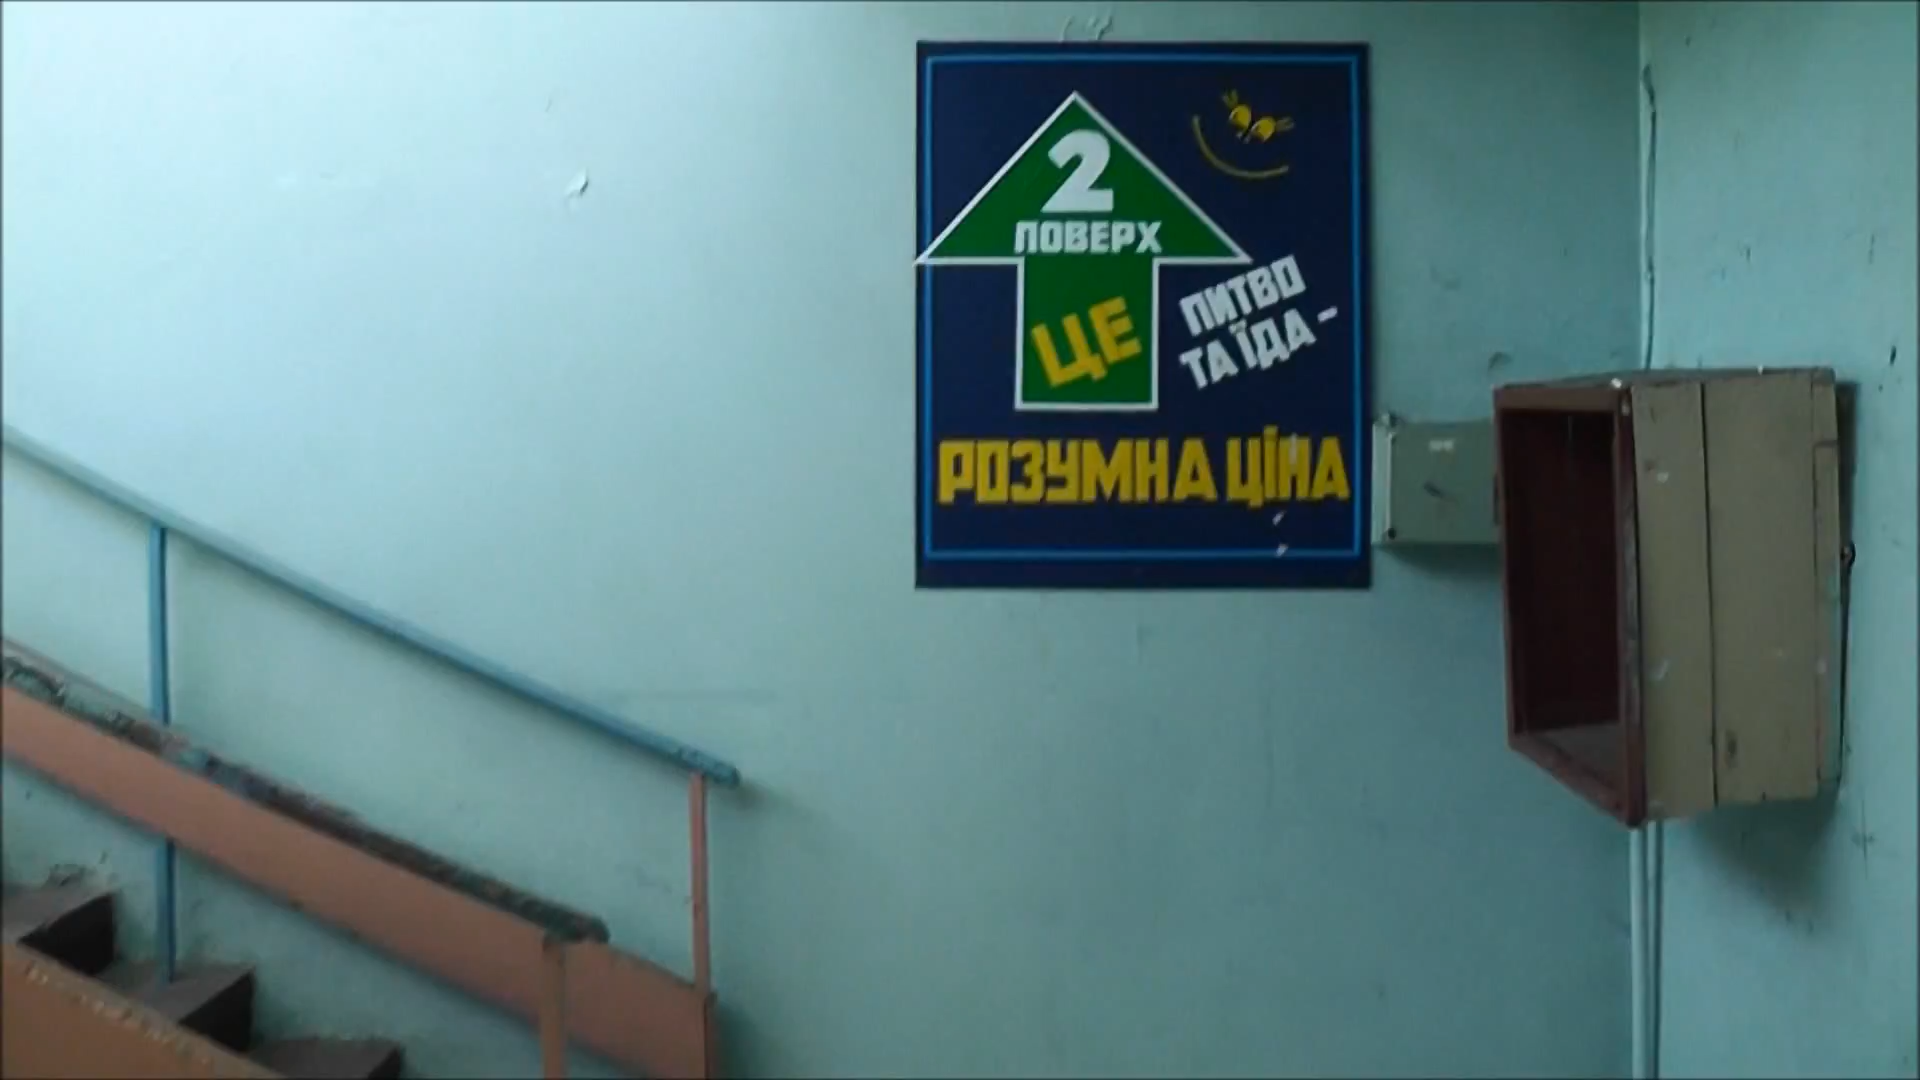 2
ПОВЕРХ
ПИТВО
ТА ЇДА -
ЦЕ
РОЗУМНА ЦІНА